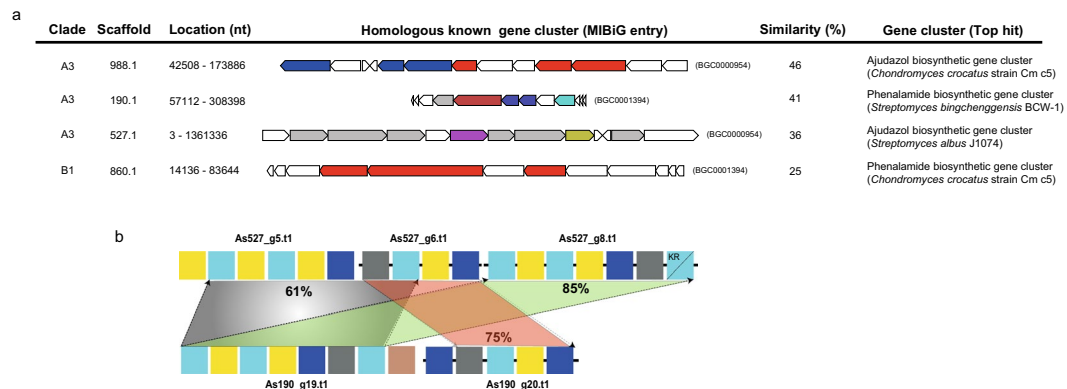 a
Clade Scaffold Location (nt) Homologous known gene cluster (MIBiG entry) Similarity (%) Gene cluster (Top hit)
A3 988.1 42508 - 173886 (BGC0000954) 46 Ajudazol biosynthetic gene cluster
(Chondromyces crocatus strain Cm c5)
A3 190.1 57112 - 308398 (BGC0001394) 41 Phenalamide biosynthetic gene cluster
(Streptomyces bingchenggensis BCW-1)
A3 527.1 3 - 1361336 (BGC0000954) 36 Ajudazol biosynthetic gene cluster
(Streptomyces albus J1074)
B1 860.1 14136 - 83644 (BGC0001394) 25 Phenalamide biosynthetic gene cluster
(Chondromyces crocatus strain Cm c5)
b
As527_g5.t1 As527_g6.t1 As527_g8.t1
KR
61% 85%
75%
As190_g19.t1 As190_g20.t1